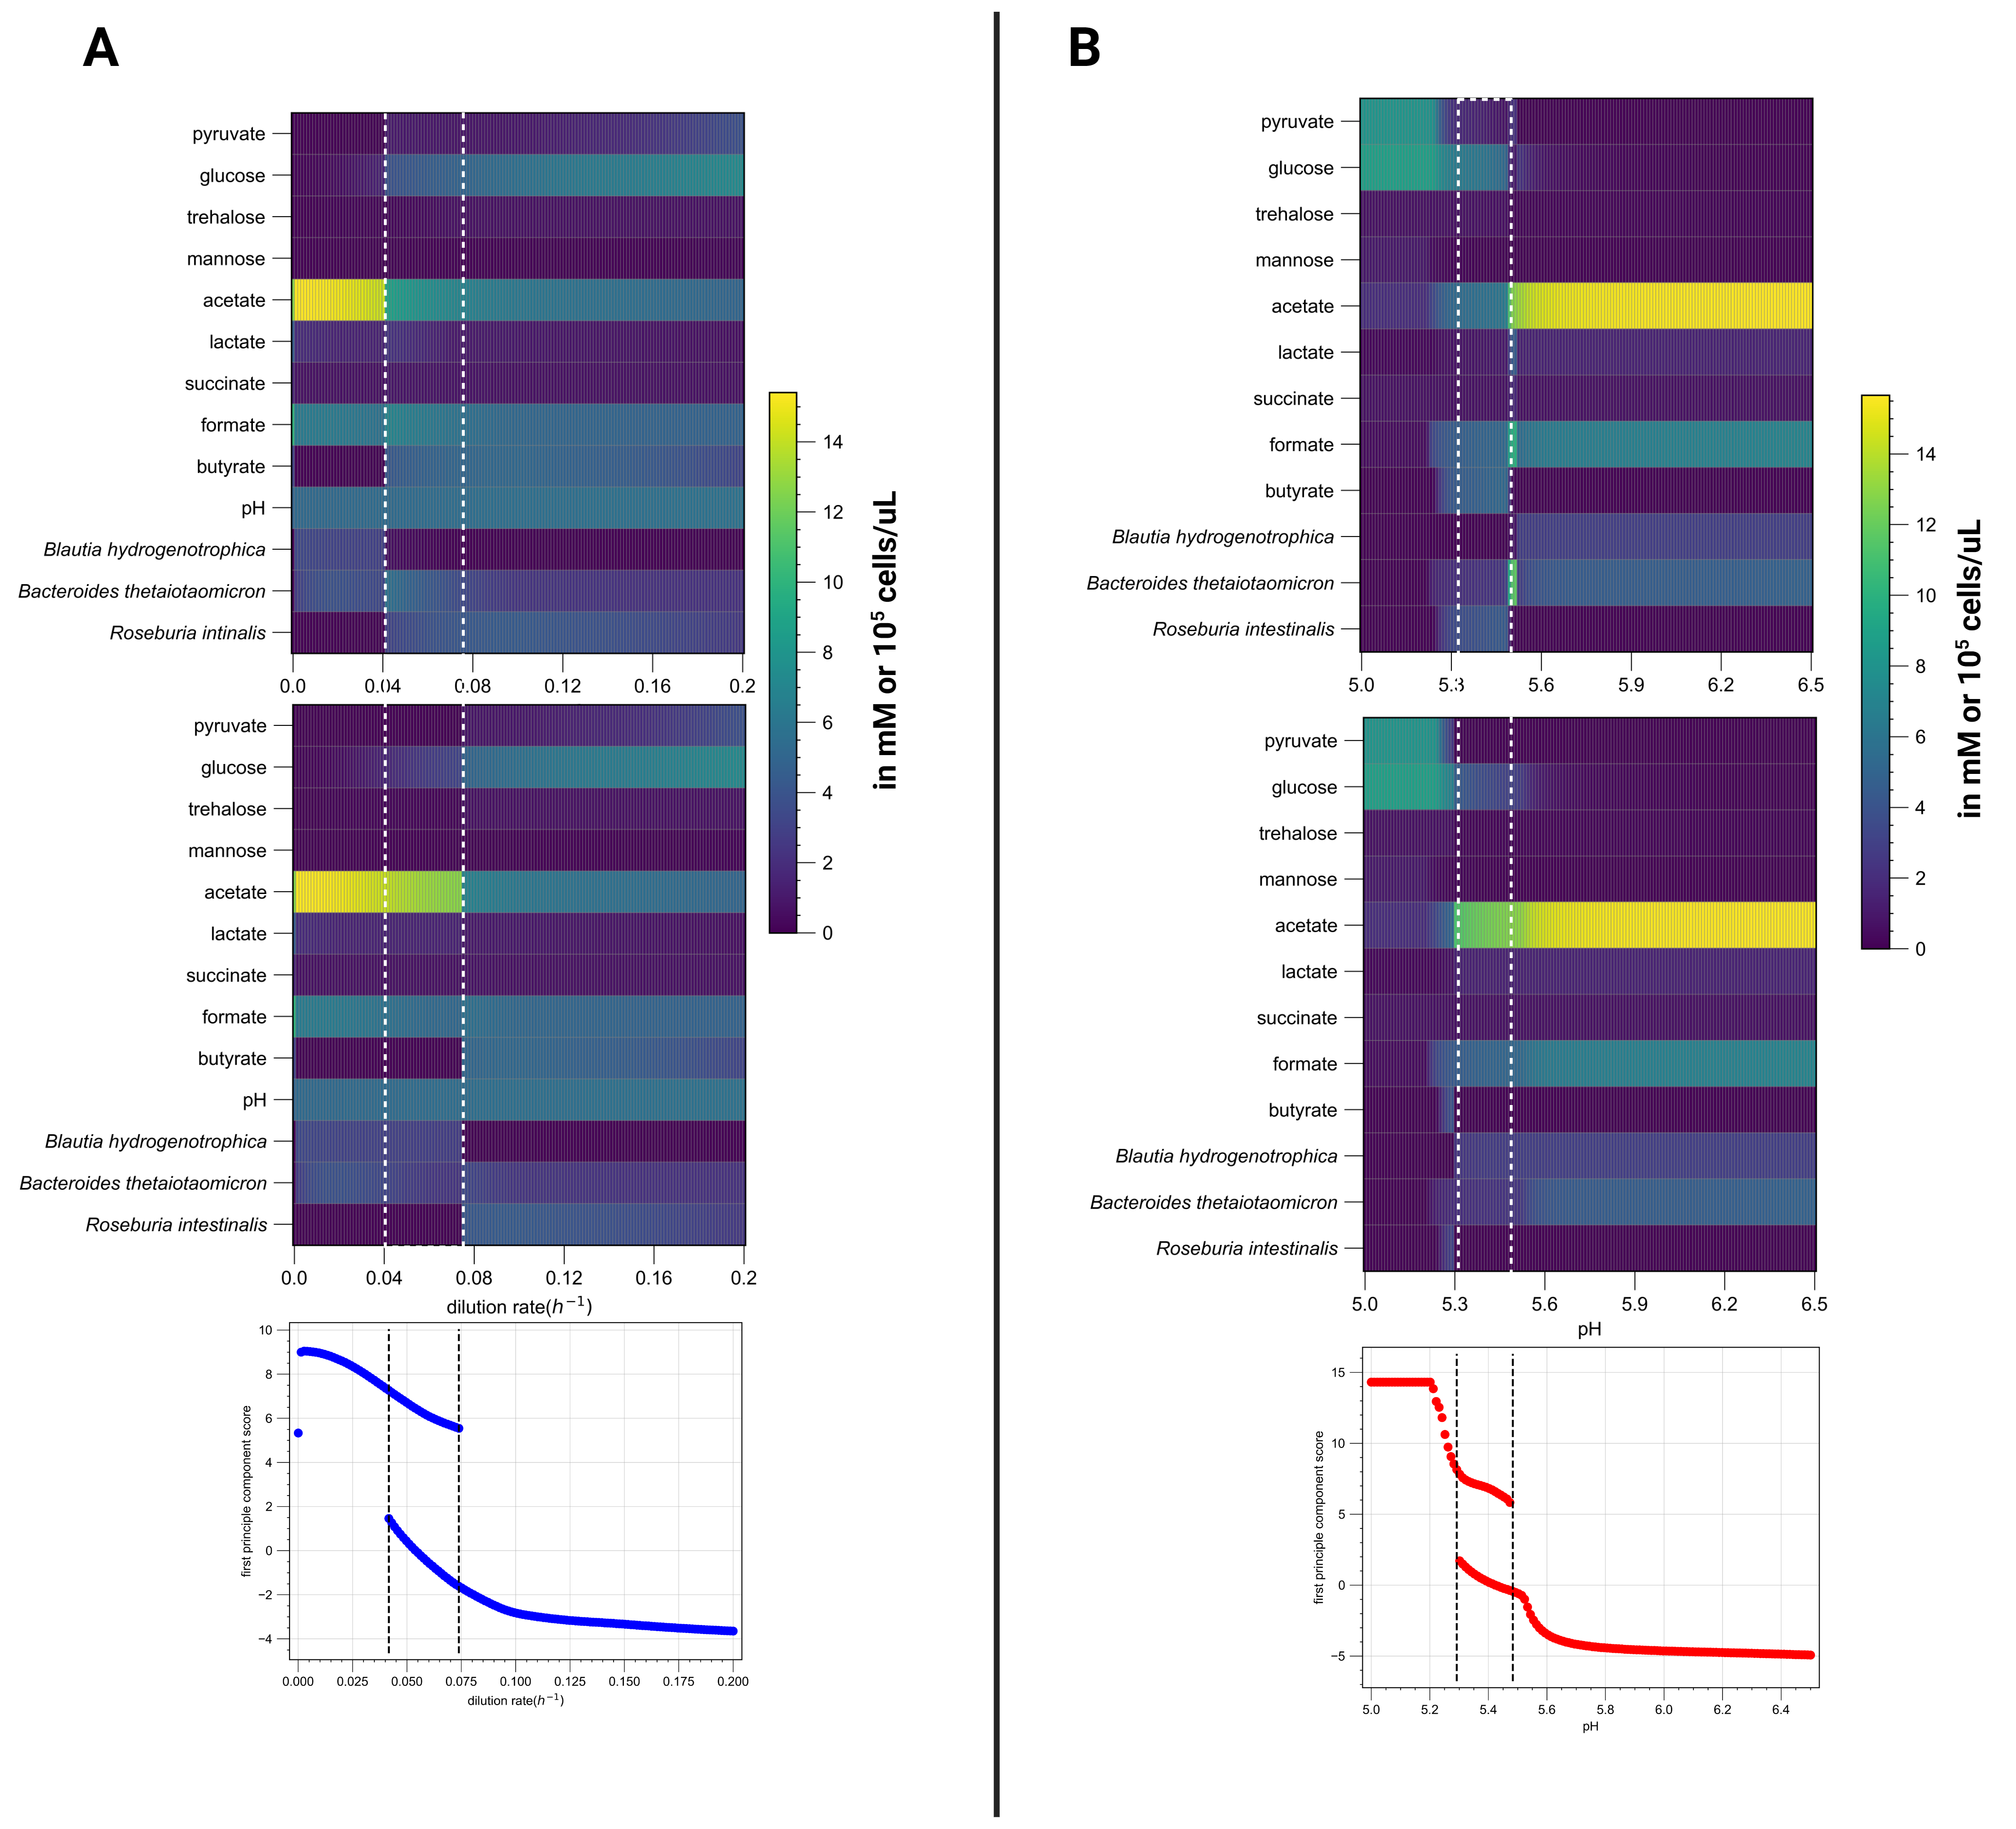 A
pyruvate
glucose
trehalose
mannose
acetate
lactate
succinate
formate
butyrate
pH
Blautia hydrogenotrophica
Bacteroides thetaiotaomicron
Roseburia intinalis
0.0 0.04 0.08 0.12 0.16 0.2
pyruvate
glucose
trehalose
mannose
acetate
lactate
succinate
formate
butyrate
pH
Blautia hydrogenotrophica
Bacteroides thetaiotaomicron
Roseburia intestinalis
0.0 0.04 0.08 0.12 0.16 0.2
dilution rate(h⁻¹)
14
12
10
8
6
4
2
0
in mM or 10⁵ cells/uL
10
8
6
4
2
0
−2
−4
first principle component score
0.000 0.025 0.050 0.075 0.100 0.125 0.150 0.175 0.200
dilution rate(h⁻¹)
B
pyruvate
glucose
trehalose
mannose
acetate
lactate
succinate
formate
butyrate
Blautia hydrogenotrophica
Bacteroides thetaiotaomicron
Roseburia intestinalis
5.0 5.3 5.6 5.9 6.2 6.5
pyruvate
glucose
trehalose
mannose
acetate
lactate
succinate
formate
butyrate
Blautia hydrogenotrophica
Bacteroides thetaiotaomicron
Roseburia intestinalis
5.0 5.3 5.6 5.9 6.2 6.5
pH
14
12
10
8
6
4
2
0
in mM or 10⁵ cells/uL
15
10
5
0
−5
first principle component score
5.0 5.2 5.4 5.6 5.8 6.0 6.2 6.4
pH